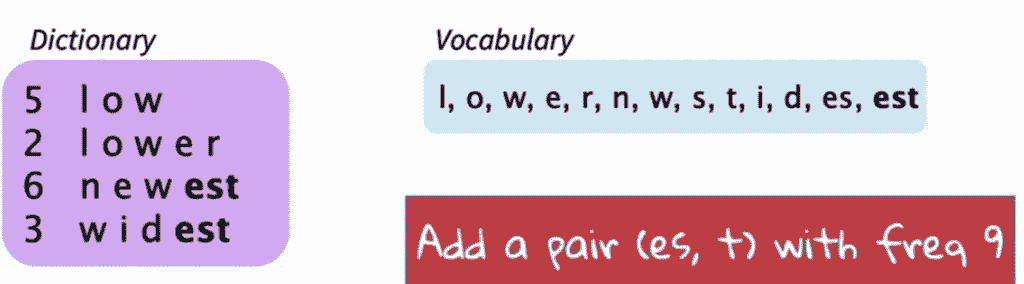 Dictionary
5 l o w
2 l o w e r
6 n e w est
3 w i d est
Vocabulary
l, o, w, e, r, n, w, s, t, i, d, es, est
Add a pair (es, t) with freq 9